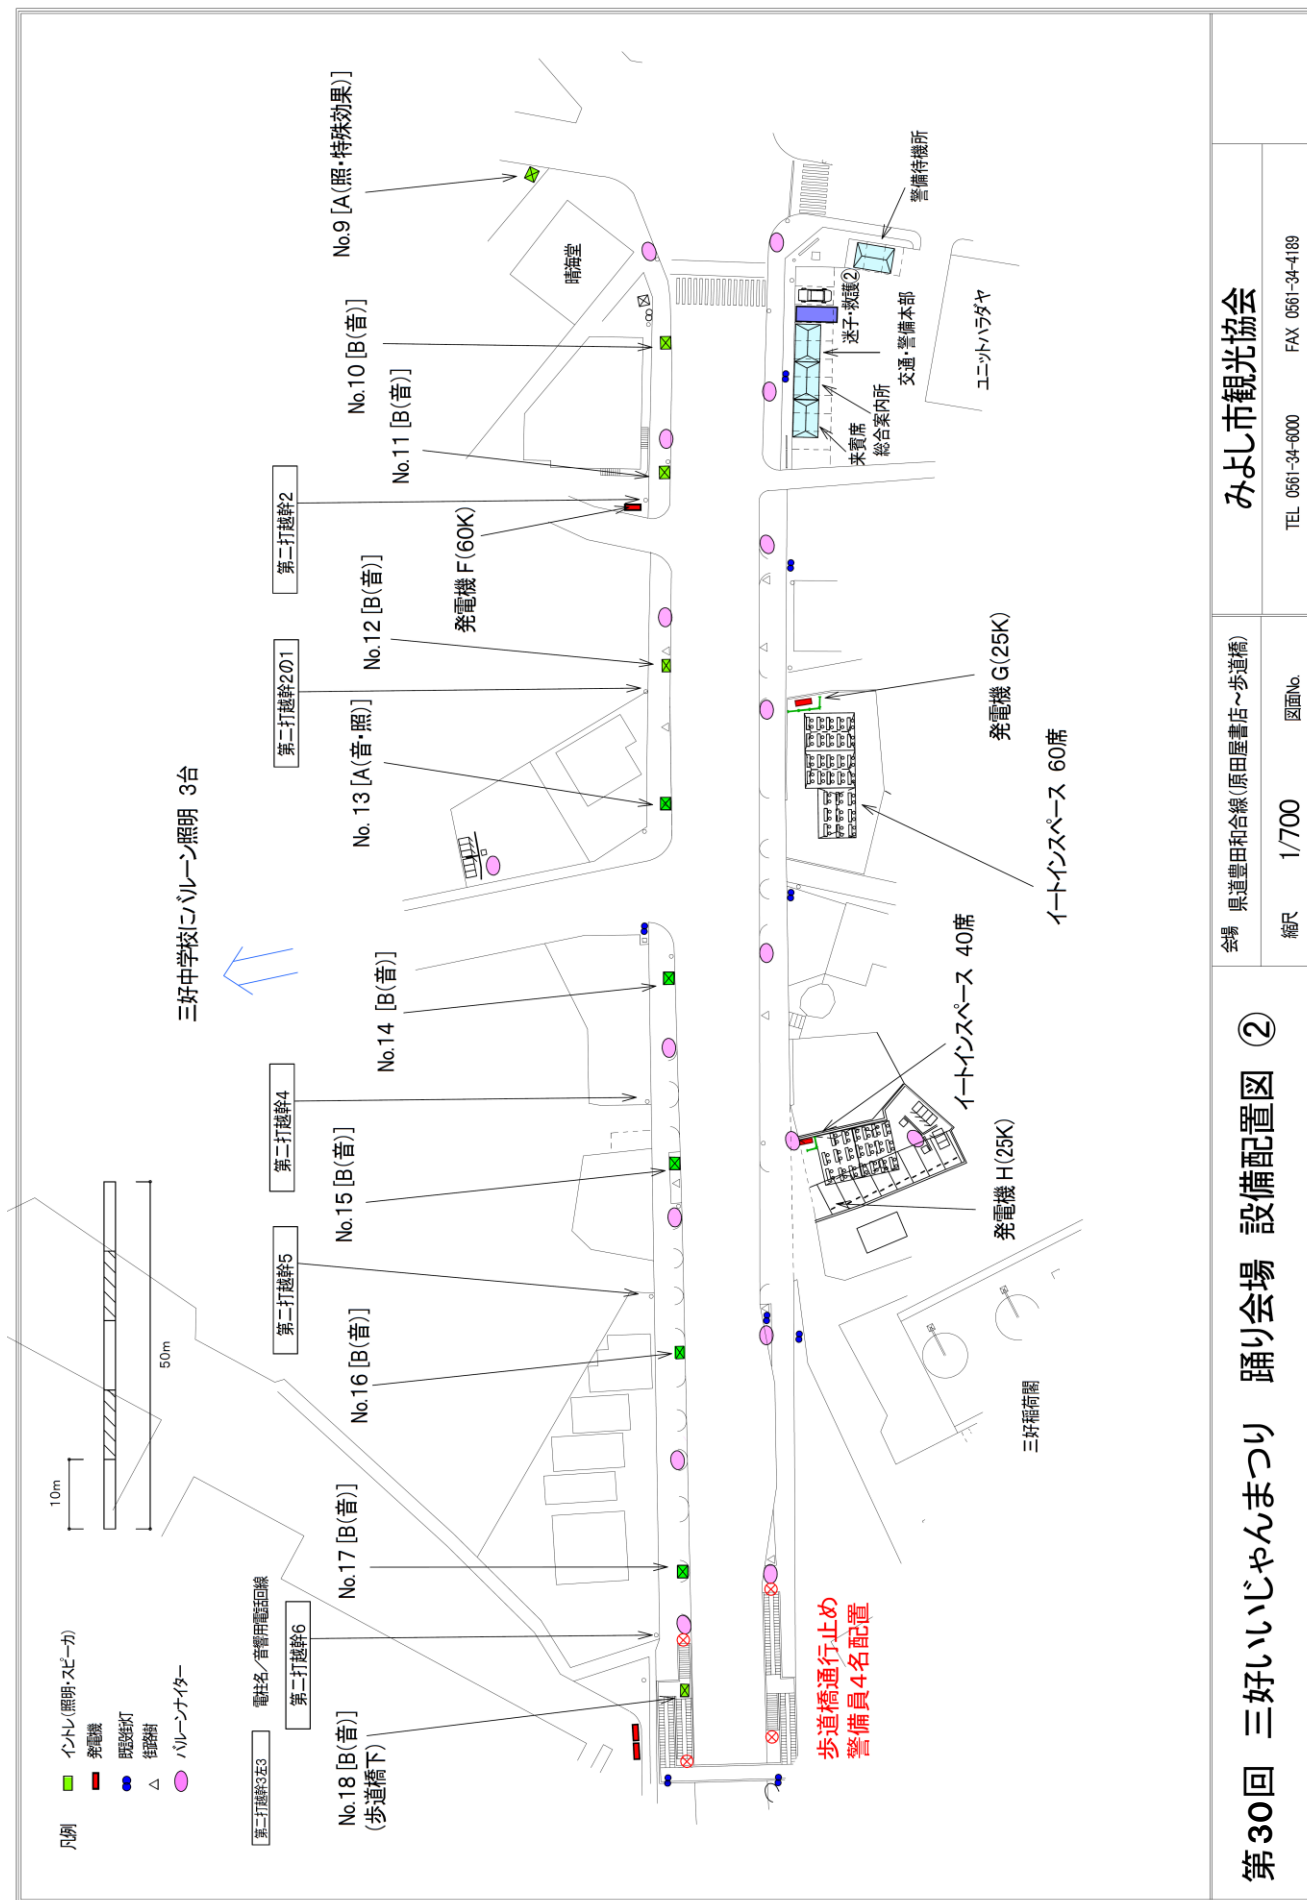 凡例
イントレ(照明・スピーカ)
発電機
既設街灯
街路樹
バルーンナイター
第二打越幹3左3
電柱名/音響用電話回線
10m
50m
三好中学校にバルーン照明 3台
第二打越幹6
第二打越幹5
第二打越幹4
第二打越幹2の1
第二打越幹2
No.18 [B(音)]
(歩道橋下)
No.17 [B(音)]
No.16 [B(音)]
No.15 [B(音)]
No.14 [B(音)]
No. 13 [A(音・照)]
No.12 [B(音)]
No.11 [B(音)]
No.10 [B(音)]
No.9 [A(照・特殊効果)]
発電機 F(60K)
晴海堂
歩道橋通行止め
警備員4名配置
三好稲荷閣
発電機 H(25K)
イートインスペース 40席
イートインスペース 60席
発電機 G(25K)
来賓席
総合案内所
交通・警備本部
迷子・救護②
警備待機所
ユニットハラダヤ
第30回 三好いいじゃんまつり 踊り会場 設備配置図 ②
会場 県道豊田和合線(原田屋書店~歩道橋)
縮尺 1/700 図面No.
みよし市観光協会
TEL 0561-34-6000 FAX 0561-34-4189